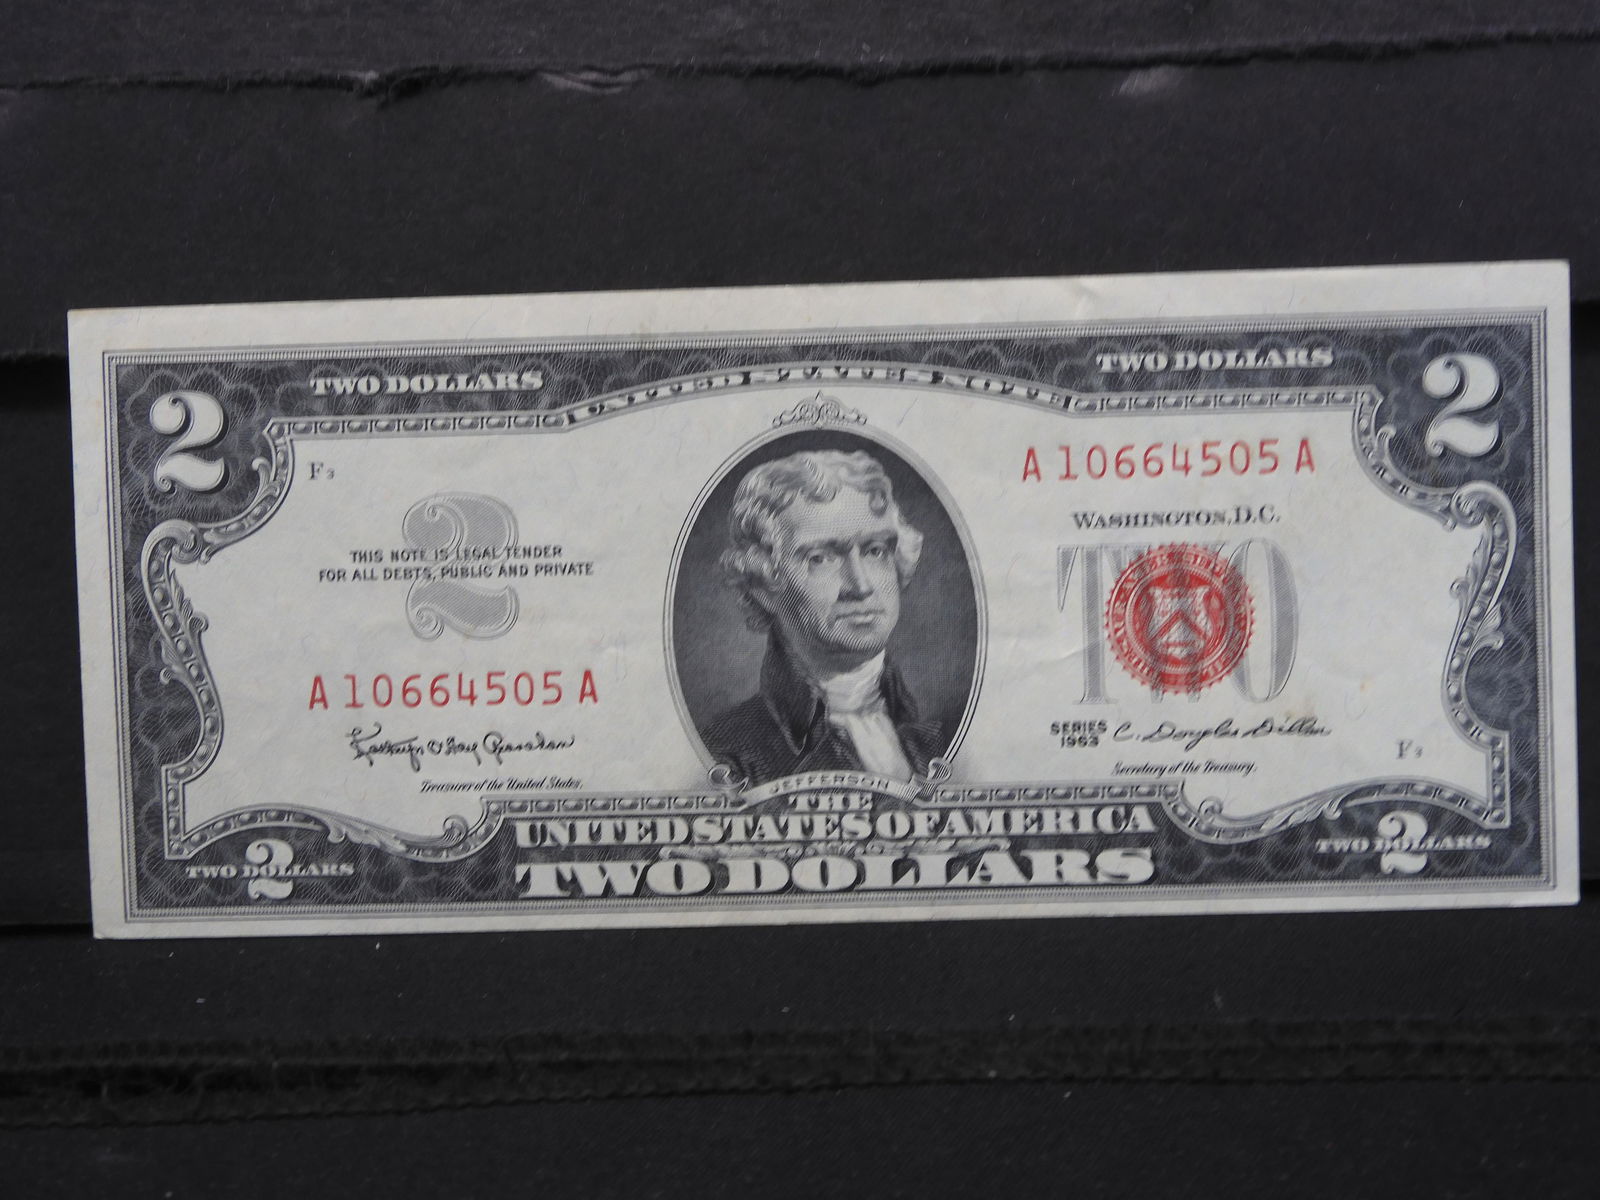 TWO DOLLARS
UNITED STATES NOTE
TWO DOLLARS
2
2
F3
A 10664505 A
WASHINGTON, D.C.
2
THIS NOTE IS LEGAL TENDER
FOR ALL DEBTS, PUBLIC AND PRIVATE
TWO
A 10664505 A
SERIES
1963
C. Douglas Dillon
Treasurer of the United States.
Secretary of the Treasury.
F3
JEFFERSON
THE
UNITED STATES OF AMERICA
TWO DOLLARS
TWO DOLLARS
2
TWO DOLLARS
2